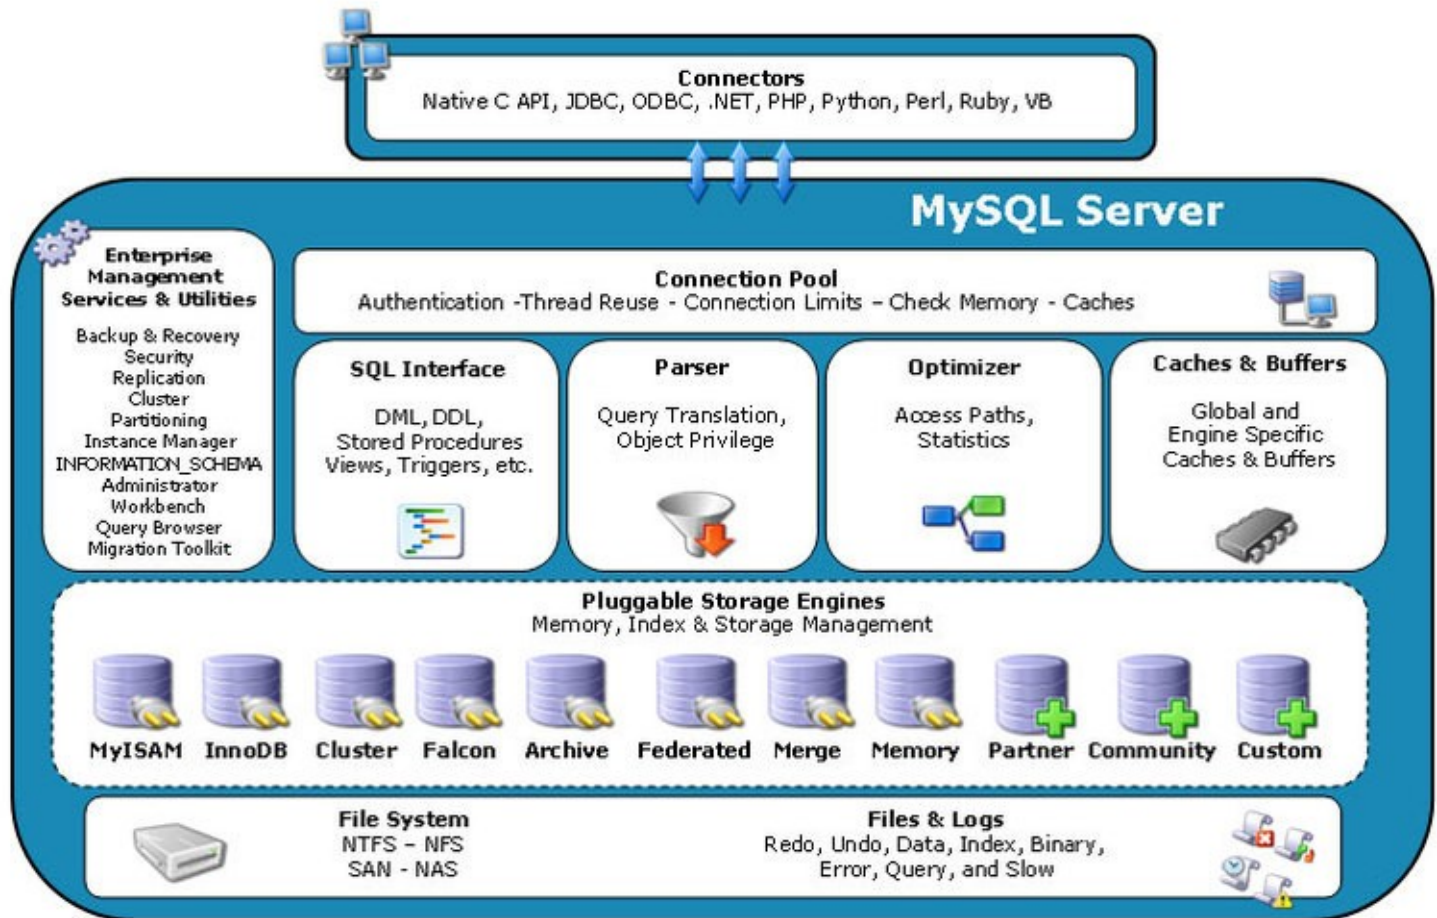 Connectors
Native C API, JDBC, ODBC, .NET, PHP, Python, Perl, Ruby, VB
MySQL Server
Enterprise
Management
Services & Utilities
Backup & Recovery
Security
Replication
Cluster
Partitioning
Instance Manager
INFORMATION_SCHEMA
Administrator
Workbench
Query Browser
Migration Toolkit
Connection Pool
Authentication -Thread Reuse - Connection Limits – Check Memory - Caches
SQL Interface
DML, DDL,
Stored Procedures
Views, Triggers, etc.
Parser
Query Translation,
Object Privilege
Optimizer
Access Paths,
Statistics
Caches & Buffers
Global and
Engine Specific
Caches & Buffers
Pluggable Storage Engines
Memory, Index & Storage Management
MyISAM InnoDB Cluster Falcon Archive Federated Merge Memory Partner Community Custom
File System
NTFS – NFS
SAN - NAS
Files & Logs
Redo, Undo, Data, Index, Binary,
Error, Query, and Slow